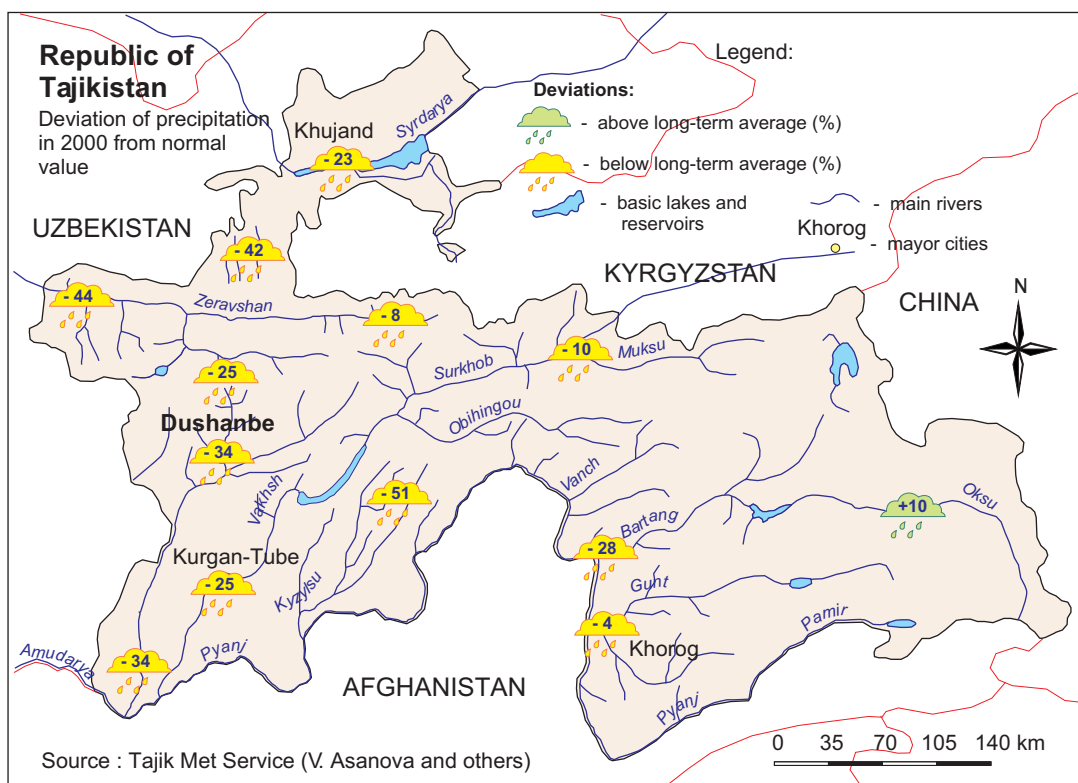 Republic of
Tajikistan
Deviation of precipitation
in 2000 from normal
value
Legend:
Deviations:
- above long-term average (%)
- below long-term average (%)
- basic lakes and
reservoirs
- main rivers
Khorog
- mayor cities
Khujand
Syrdarya
- 23
UZBEKISTAN
- 42
KYRGYZSTAN
CHINA
N
- 44
Zeravshan
- 8
- 10
Muksu
Surkhob
- 25
Obihingou
Dushanbe
- 34
Vakhsh
- 51
Vanch
Bartang
+10
Oksu
- 28
Kurgan-Tube
- 25
Kyzylsu
Gunt
- 4
Khorog
Pamir
Amudarya
- 34
Pyanj
AFGHANISTAN
Pyanj
Source : Tajik Met Service (V. Asanova and others)
0 35 70 105 140 km